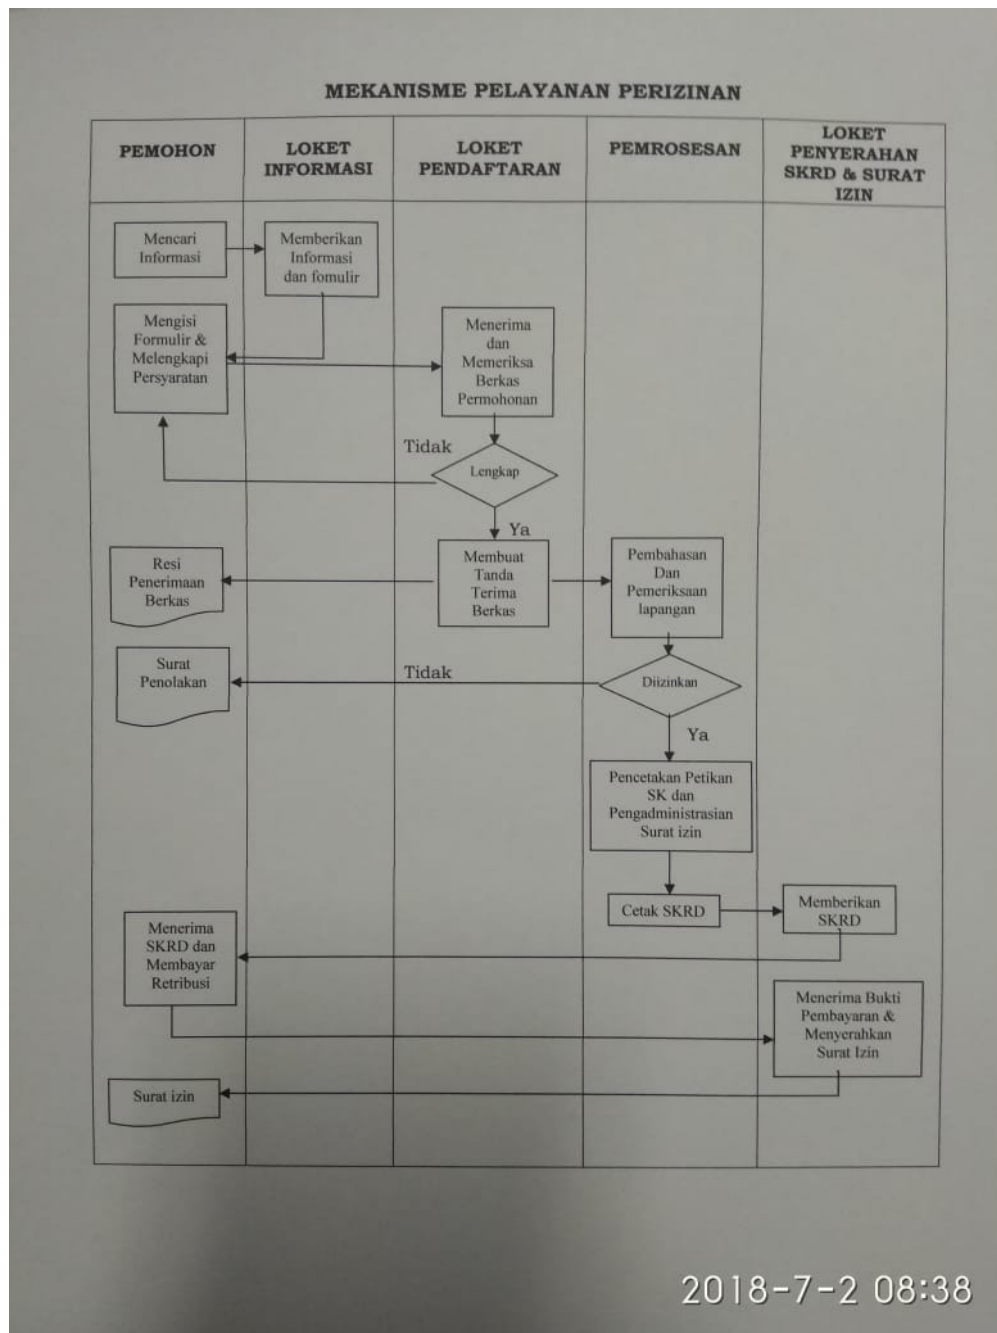 MEKANISME PELAYANAN PERIZINAN
PEMOHON
LOKET
INFORMASI
LOKET
PENDAFTARAN
PEMROSESAN
LOKET
PENYERAHAN
SKRD & SURAT
IZIN
Mencari
Informasi
Memberikan
Informasi
dan fomulir
Mengisi
Formulir &
Melengkapi
Persyaratan
Menerima
dan
Memeriksa
Berkas
Permohonan
Tidak
Lengkap
Ya
Resi
Penerimaan
Berkas
Membuat
Tanda
Terima
Berkas
Pembahasan
Dan
Pemeriksaan
lapangan
Surat
Penolakan
Tidak
Diizinkan
Ya
Pencetakan Petikan
SK dan
Pengadministrasian
Surat izin
Cetak SKRD
Memberikan
SKRD
Menerima
SKRD dan
Membayar
Retribusi
Menerima Bukti
Pembayaran &
Menyerahkan
Surat Izin
Surat izin
2018-7-2 08:38